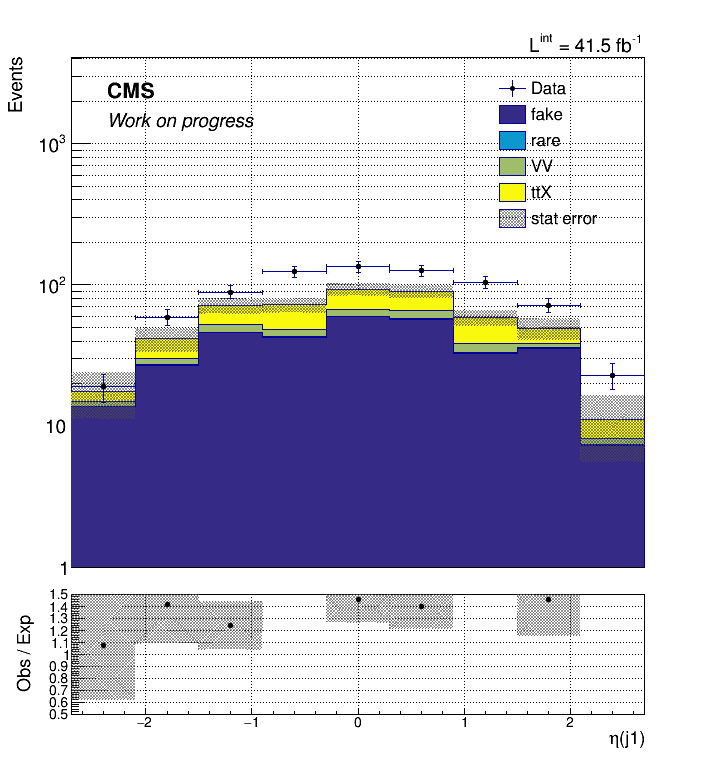 L^int = 41.5 fb^-1
Events
CMS
Work on progress
Data
fake
rare
VV
ttX
stat error
10^3
10^2
10
1
Obs / Exp
1.5
1.4
1.3
1.2
1.1
1
0.9
0.8
0.7
0.6
0.5
−2 −1 0 1 2
η(j1)